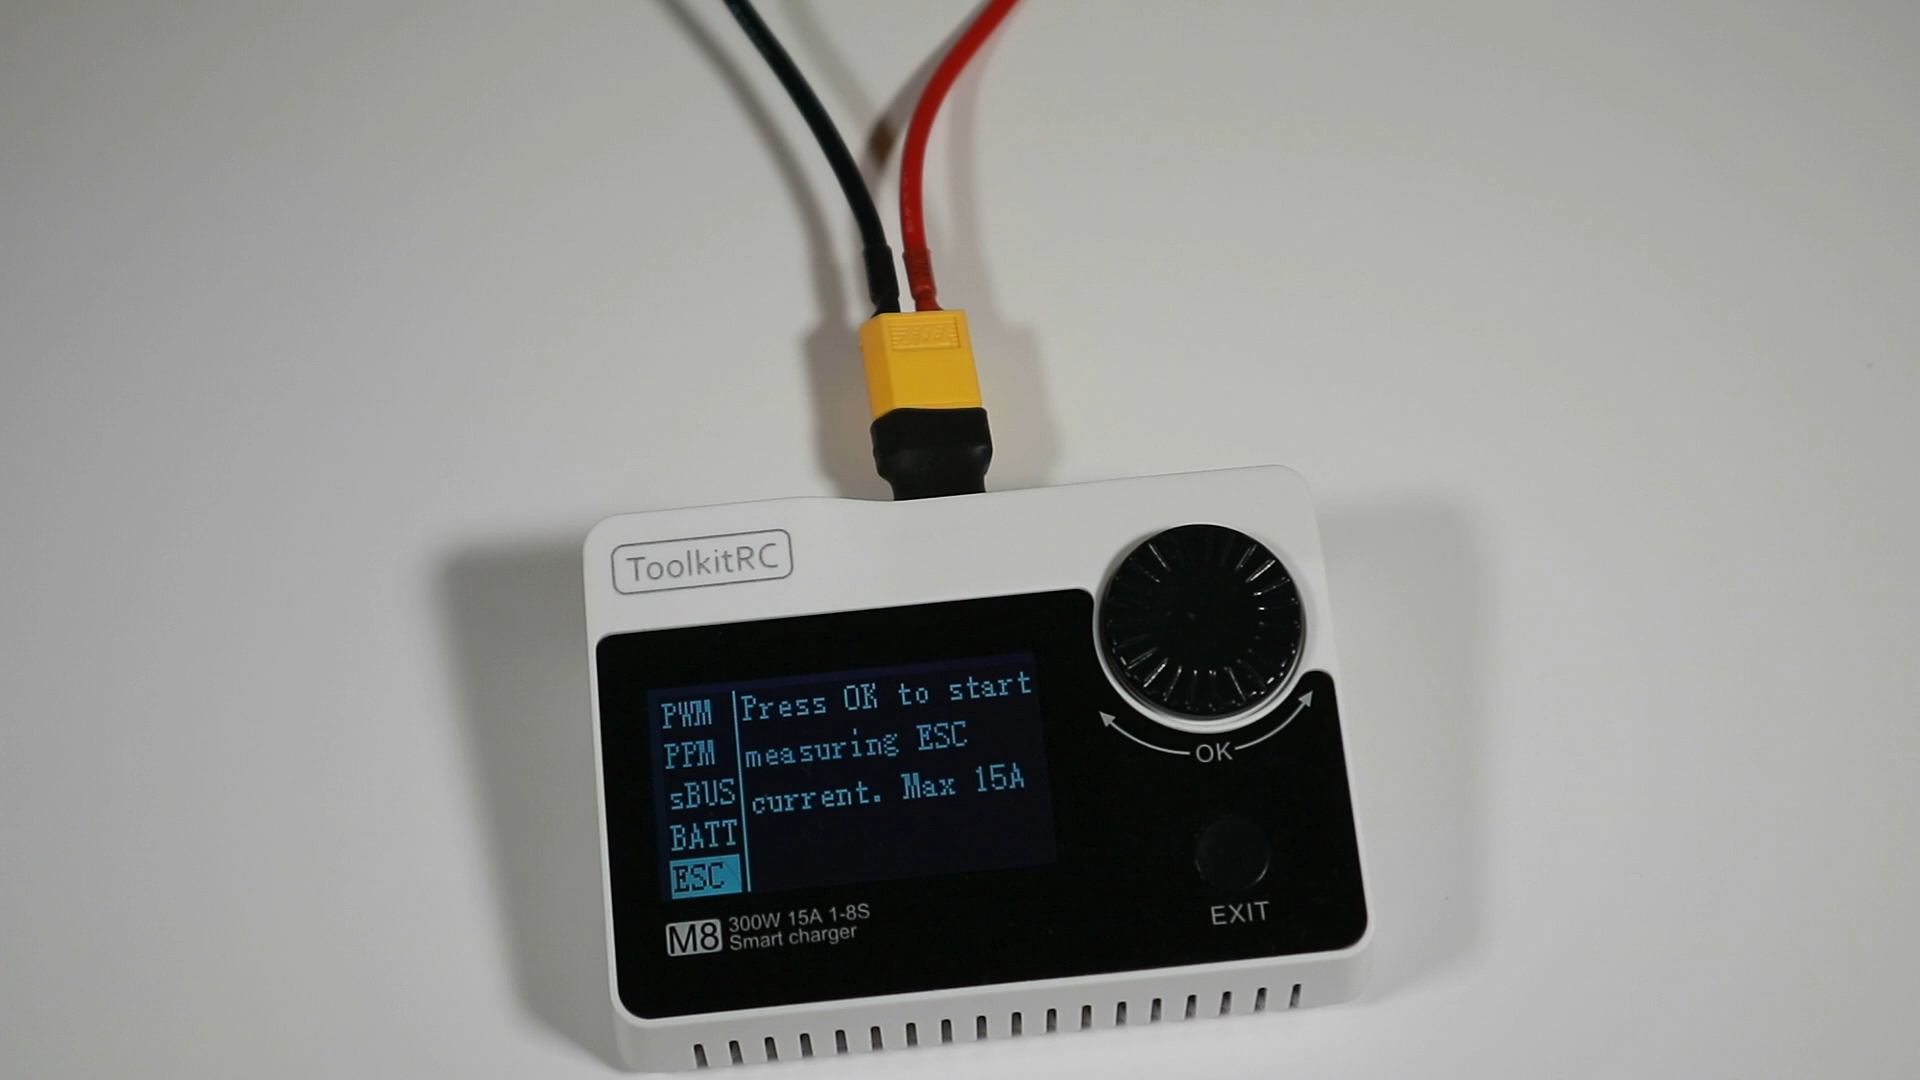 ToolkitRC
PWM
PPM
sBUS
BATT
ESC
Press OK to start
measuring ESC
current. Max 15A
OK
EXIT
M8
300W 15A 1-8S
Smart charger